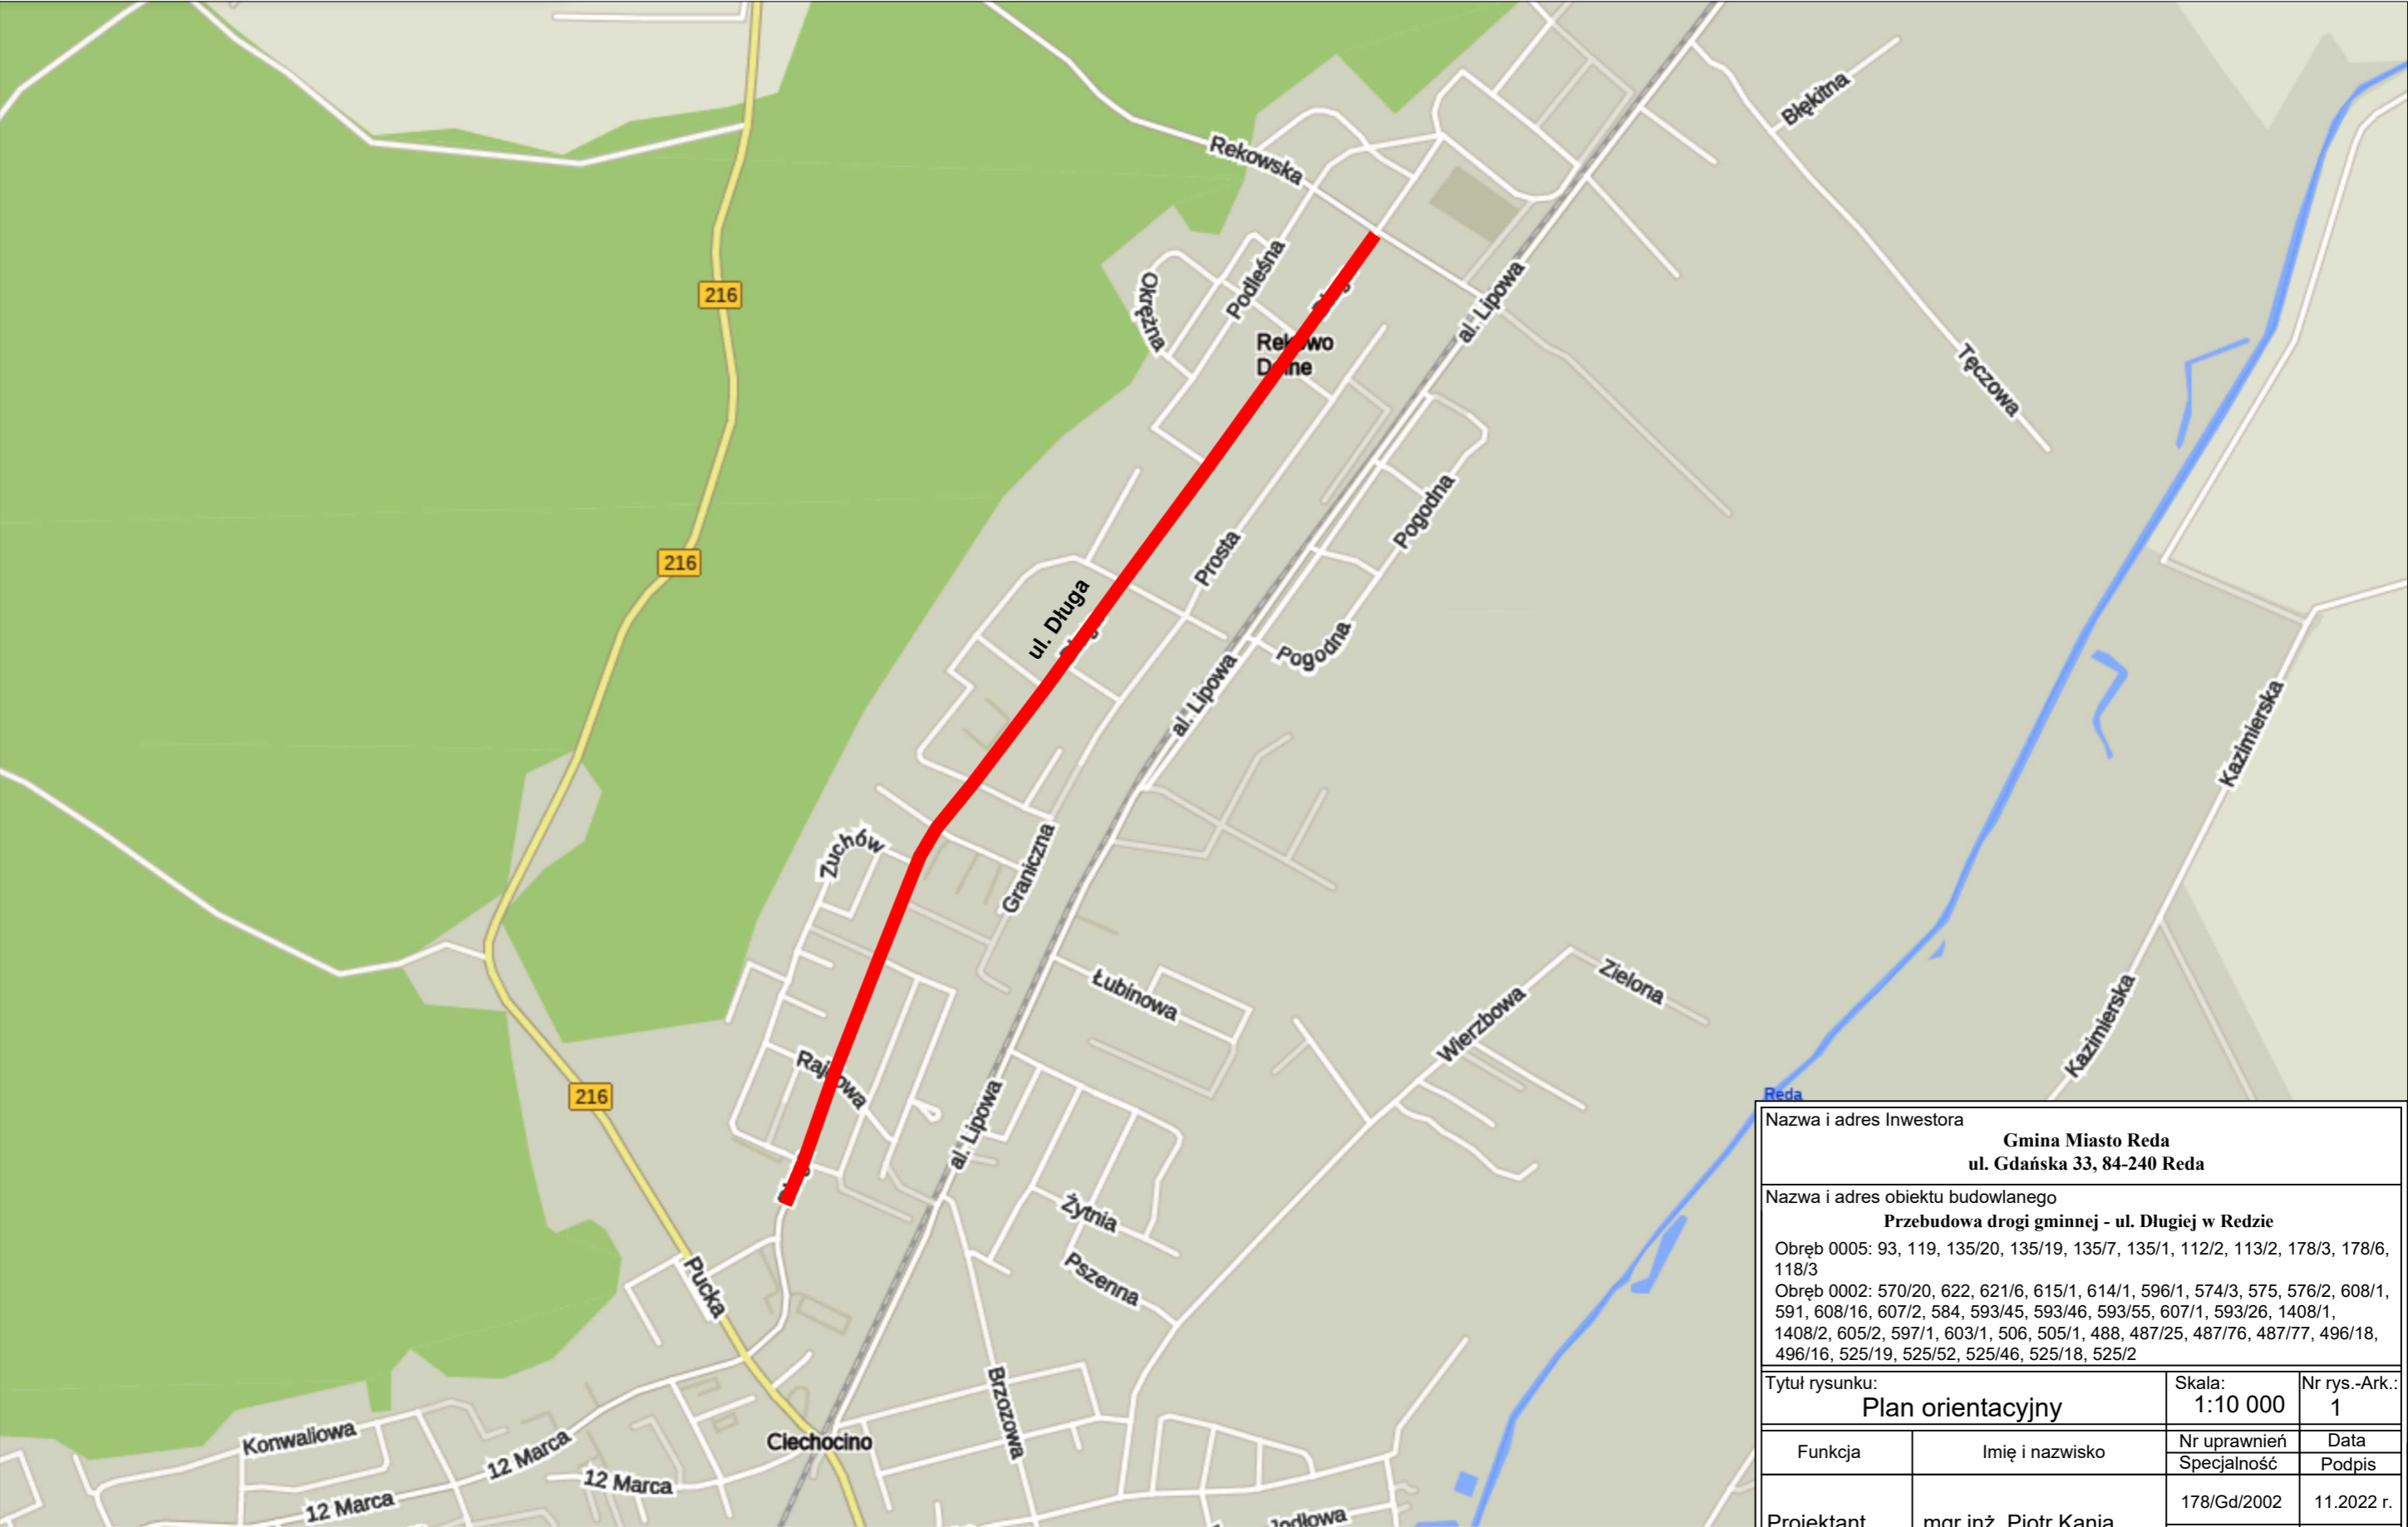 Błękitna
Rekowska
216
Okrężna
Podleśna
al. Lipowa
Rekowo
Dolne
Tęczowa
Pogodna
Prosta
216
ul. Długa
Pogodna
al. Lipowa
Kazimierska
Zuchów
Graniczna
Łubinowa
Zielona
Wierzbowa
Kazimierska
Rajdowa
216
al. Lipowa
Reda
Żytnia
Pszenna
Pucka
Brzozowa
Konwaliowa
12 Marca
Ciechocino
12 Marca
12 Marca
Jodłowa
Nazwa i adres Inwestora
Gmina Miasto Reda
ul. Gdańska 33, 84-240 Reda
Nazwa i adres obiektu budowlanego
Przebudowa drogi gminnej - ul. Długiej w Redzie
Obręb 0005: 93, 119, 135/20, 135/19, 135/7, 135/1, 112/2, 113/2, 178/3, 178/6,
118/3
Obręb 0002: 570/20, 622, 621/6, 615/1, 614/1, 596/1, 574/3, 575, 576/2, 608/1,
591, 608/16, 607/2, 584, 593/45, 593/46, 593/55, 607/1, 593/26, 1408/1,
1408/2, 605/2, 597/1, 603/1, 506, 505/1, 488, 487/25, 487/76, 487/77, 496/18,
496/16, 525/19, 525/52, 525/46, 525/18, 525/2
Tytuł rysunku:
Plan orientacyjny
Skala:
1:10 000
Nr rys.-Ark.:
1
Funkcja
Imię i nazwisko
Nr uprawnień
Specjalność
Data
Podpis
178/Gd/2002
11.2022 r.
Projektant
mgr inż. Piotr Kania